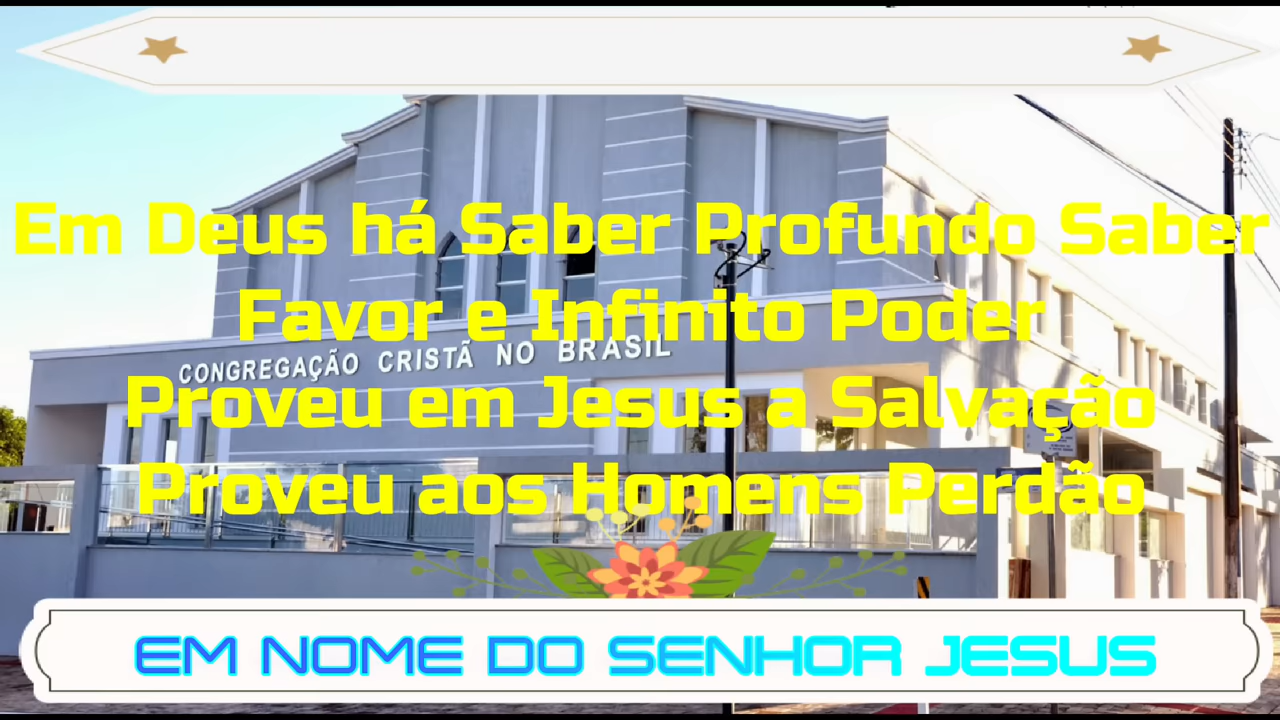 Em Deus há Saber Profundo Saber
Favor e Infinito Poder
CONGREGAÇÃO CRISTÃ NO BRASIL
Proveu em Jesus a Salvação
Proveu aos Homens Perdão
EM NOME DO SENHOR JESUS